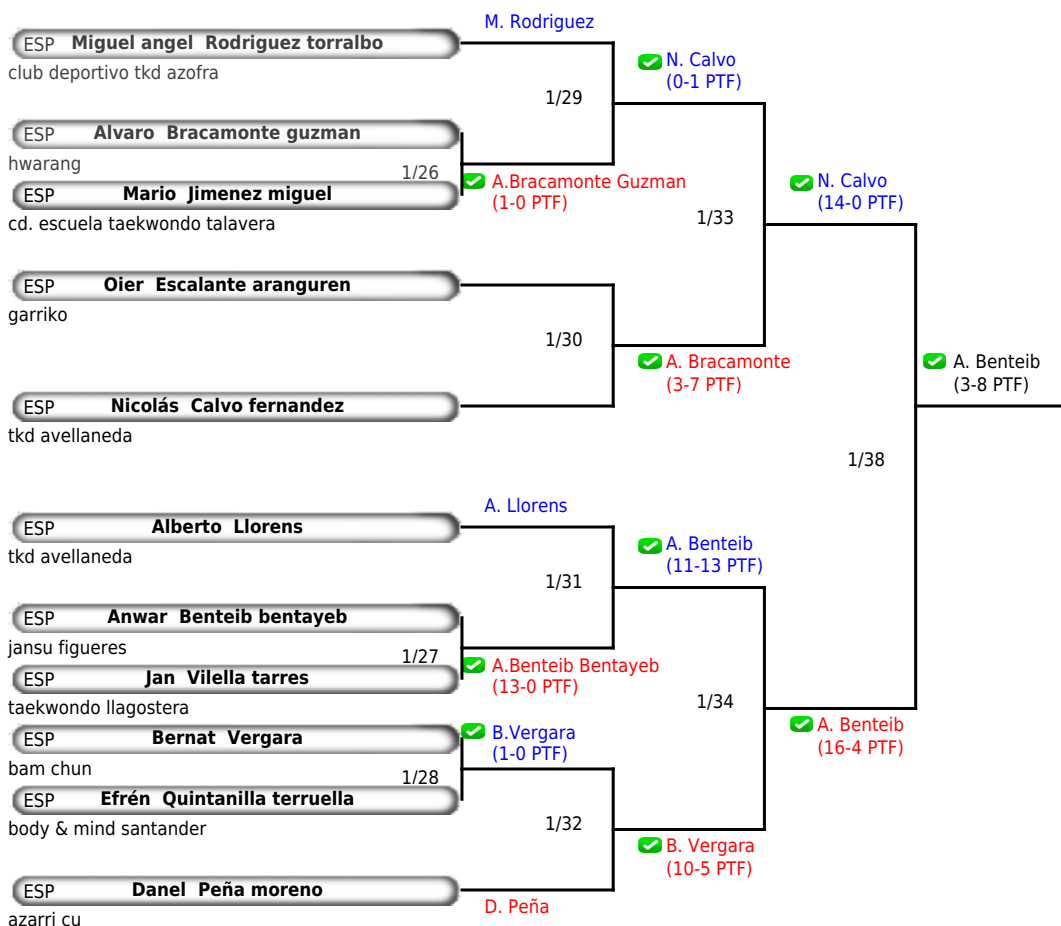 M. Rodriguez
ESP Miguel angel Rodriguez torralbo
club deportivo tkd azofra
N. Calvo
(0-1 PTF)
1/29
ESP Alvaro Bracamonte guzman
hwarang
1/26
A.Bracamonte Guzman
(1-0 PTF)
ESP Mario Jimenez miguel
cd. escuela taekwondo talavera
N. Calvo
(14-0 PTF)
1/33
ESP Oier Escalante aranguren
garriko
1/30
A. Bracamonte
(3-7 PTF)
A. Benteib
(3-8 PTF)
ESP Nicolás Calvo fernandez
tkd avellaneda
1/38
A. Llorens
ESP Alberto Llorens
tkd avellaneda
A. Benteib
(11-13 PTF)
1/31
ESP Anwar Benteib bentayeb
jansu figueres
1/27
A.Benteib Bentayeb
(13-0 PTF)
ESP Jan Vilella tarres
taekwondo llagostera
1/34
A. Benteib
(16-4 PTF)
ESP Bernat Vergara
bam chun
B.Vergara
(1-0 PTF)
1/28
ESP Efrén Quintanilla terruella
body & mind santander
1/32
B. Vergara
(10-5 PTF)
ESP Danel Peña moreno
azarri cu
D. Peña